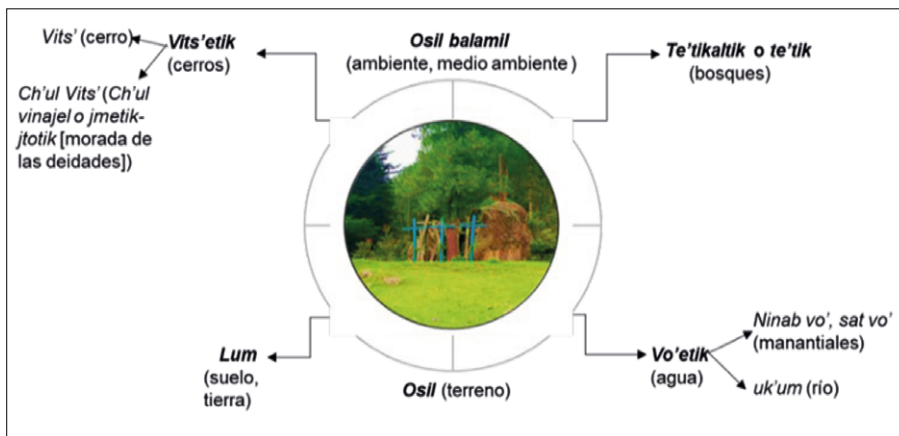 Vits’ (cerro)
Vits’etik
(cerros)
Ch’ul Vits’ (Ch’ul
vinajel o jmetik-
jtotik [morada de
las deidades])
Osil balamil
(ambiente, medio ambiente )
Te’tikaltik o te’tik
(bosques)
Lum
(suelo,
tierra)
Osil (terreno)
Vo’etik
(agua)
Ninab vo’, sat vo’
(manantiales)
uk’um (río)